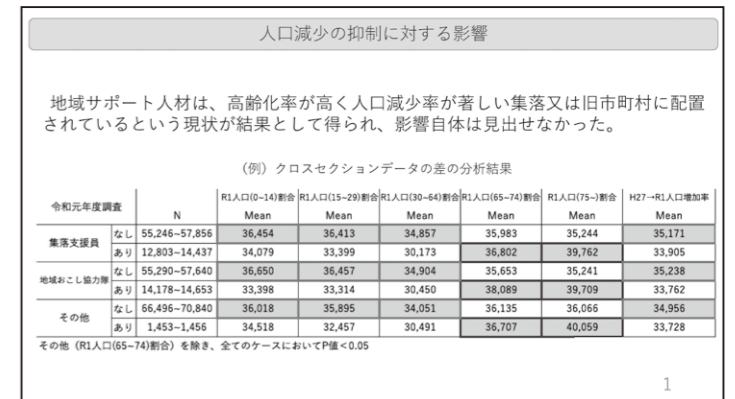 人口減少の抑制に対する影響
地域サポート人材は、高齢化率が高く人口減少率が著しい集落又は旧市町村に配置
されているという現状が結果として得られ、影響自体は見出せなかった。
(例)クロスセクションデータの差の分析結果
令和元年度調査 N R1人口(0~14)割合 Mean R1人口(15~29)割合 Mean R1人口(30~64)割合 Mean R1人口(65~74)割合 Mean R1人口(75~)割合 Mean H27→R1人口増加率 Mean
集落支援員 なし 55,246~57,856 36,454 36,413 34,857 35,983 35,244 35,171
あり 12,803~14,437 34,079 33,399 30,173 36,802 39,762 33,905
地域おこし協力隊 なし 55,290~57,640 36,650 36,457 34,904 35,653 35,241 35,238
あり 14,178~14,653 33,398 33,314 30,450 38,089 39,709 33,762
その他 なし 66,496~70,840 36,018 35,895 34,051 36,135 36,066 34,956
あり 1,453~1,456 34,518 32,457 30,491 36,707 40,059 33,728
その他(R1人口(65~74)割合)を除き、全てのケースにおいてP値<0.05
1